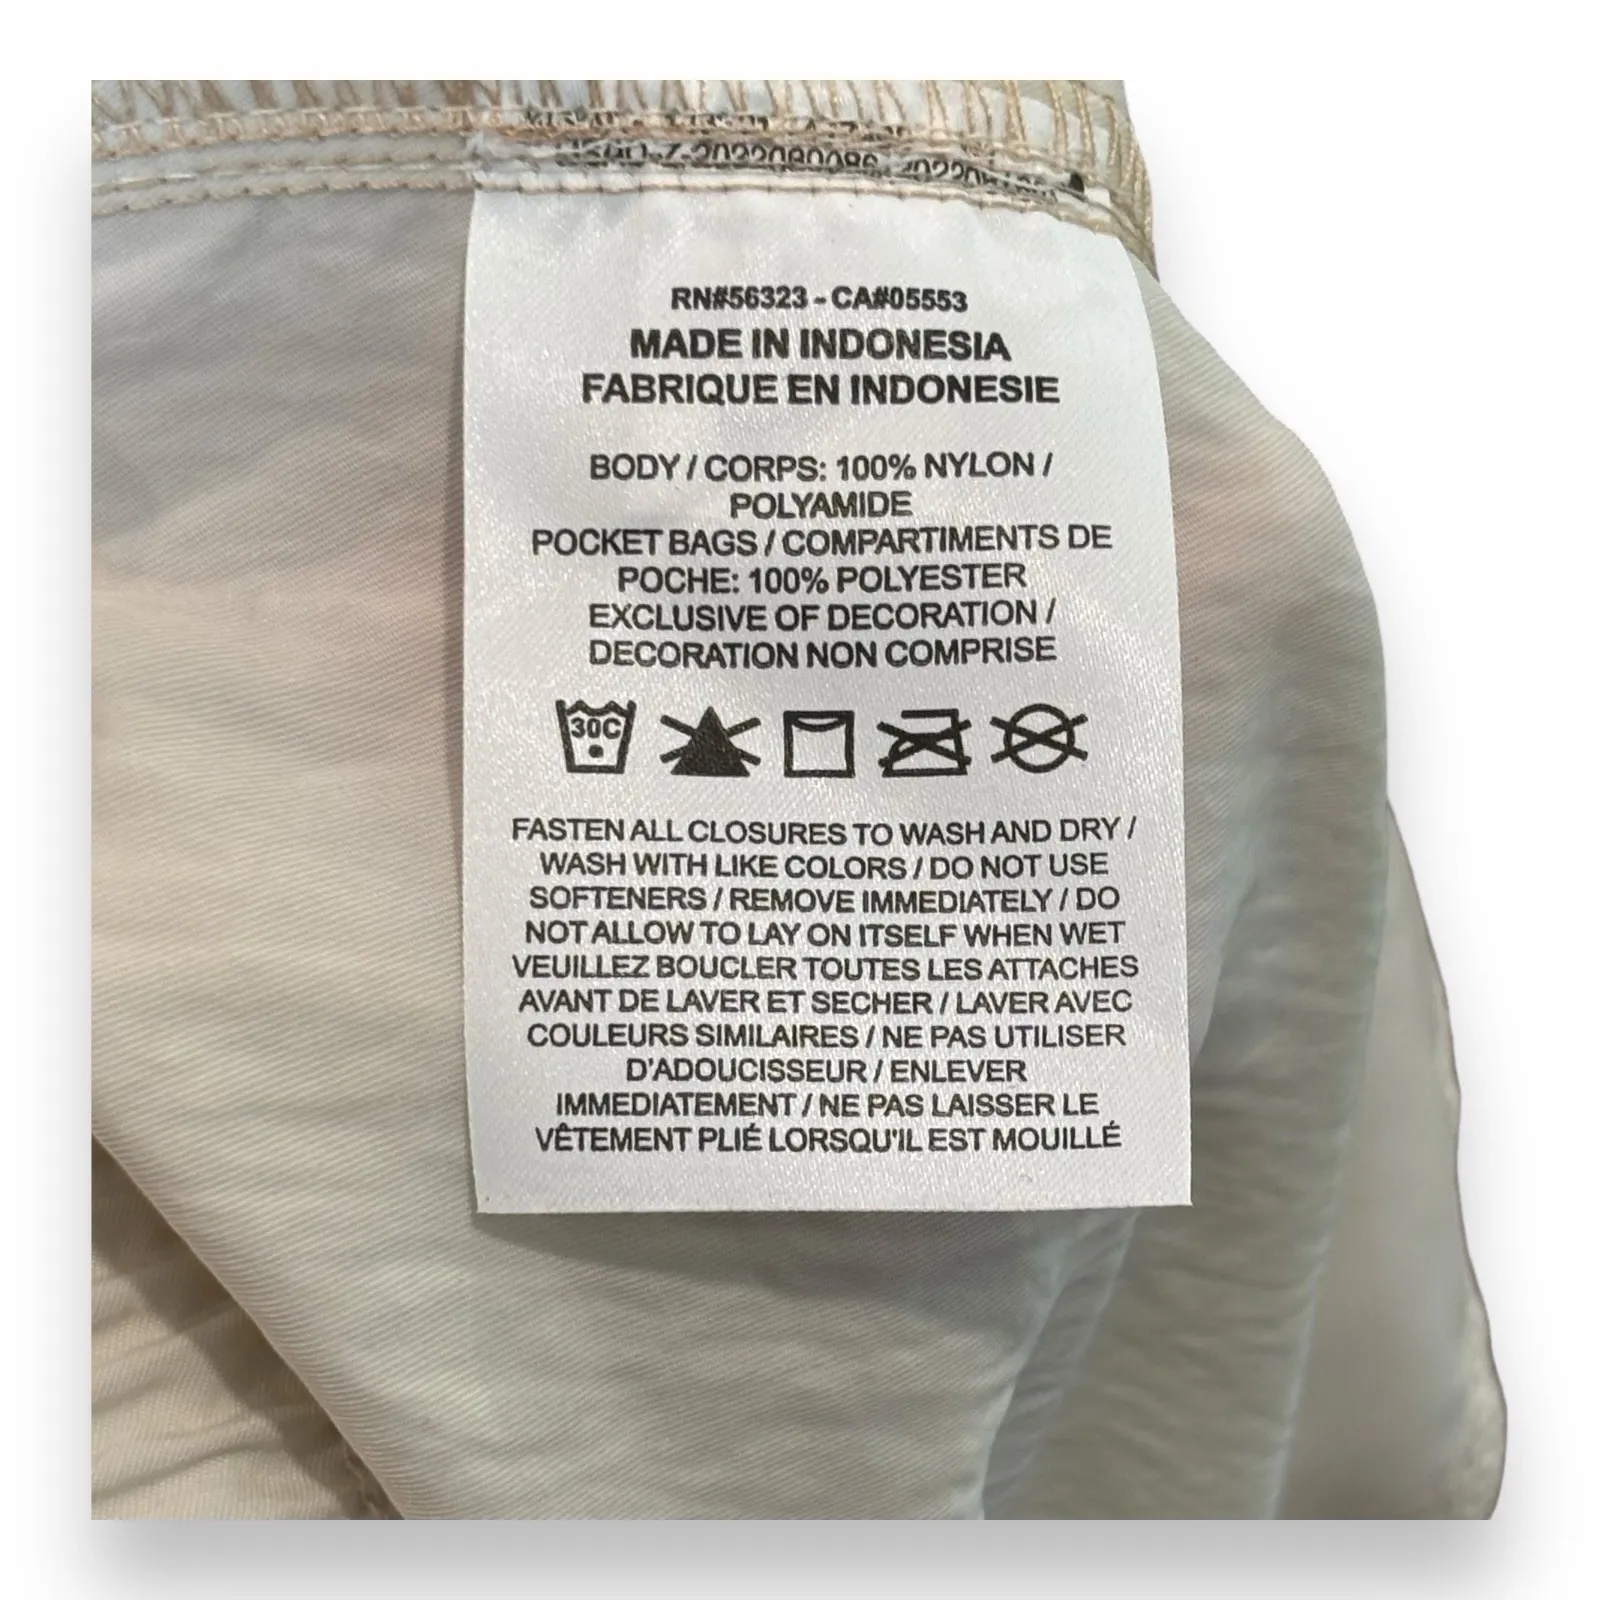 RN#56323 - CA#05553
MADE IN INDONESIA
FABRIQUE EN INDONESIE
BODY / CORPS: 100% NYLON /
POLYAMIDE
POCKET BAGS / COMPARTIMENTS DE
POCHE: 100% POLYESTER
EXCLUSIVE OF DECORATION /
DECORATION NON COMPRISE
30C
FASTEN ALL CLOSURES TO WASH AND DRY /
WASH WITH LIKE COLORS / DO NOT USE
SOFTENERS / REMOVE IMMEDIATELY / DO
NOT ALLOW TO LAY ON ITSELF WHEN WET
VEUILLEZ BOUCLER TOUTES LES ATTACHES
AVANT DE LAVER ET SECHER / LAVER AVEC
COULEURS SIMILAIRES / NE PAS UTILISER
D'ADOUCISSEUR / ENLEVER
IMMEDIATEMENT / NE PAS LAISSER LE
VÊTEMENT PLIÉ LORSQU'IL EST MOUILLÉ